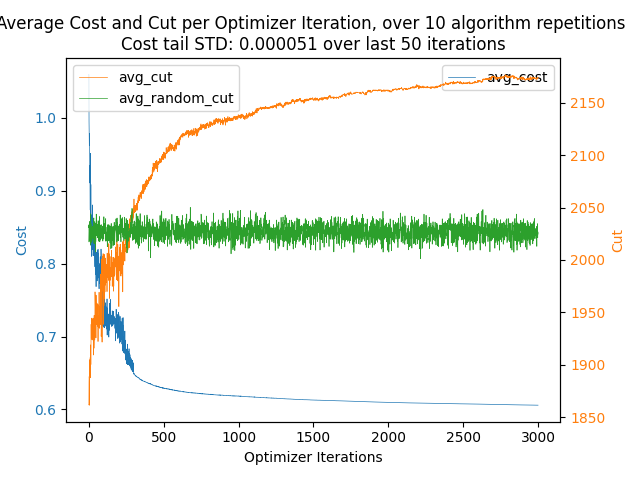 Average Cost and Cut per Optimizer Iteration, over 10 algorithm repetitions
Cost tail STD: 0.000051 over last 50 iterations
avg_cut
avg_random_cut
avg_cost
1.0
0.9
0.8
0.7
0.6
Cost
2150
2100
2050
2000
1950
1900
1850
Cut
0 500 1000 1500 2000 2500 3000
Optimizer Iterations